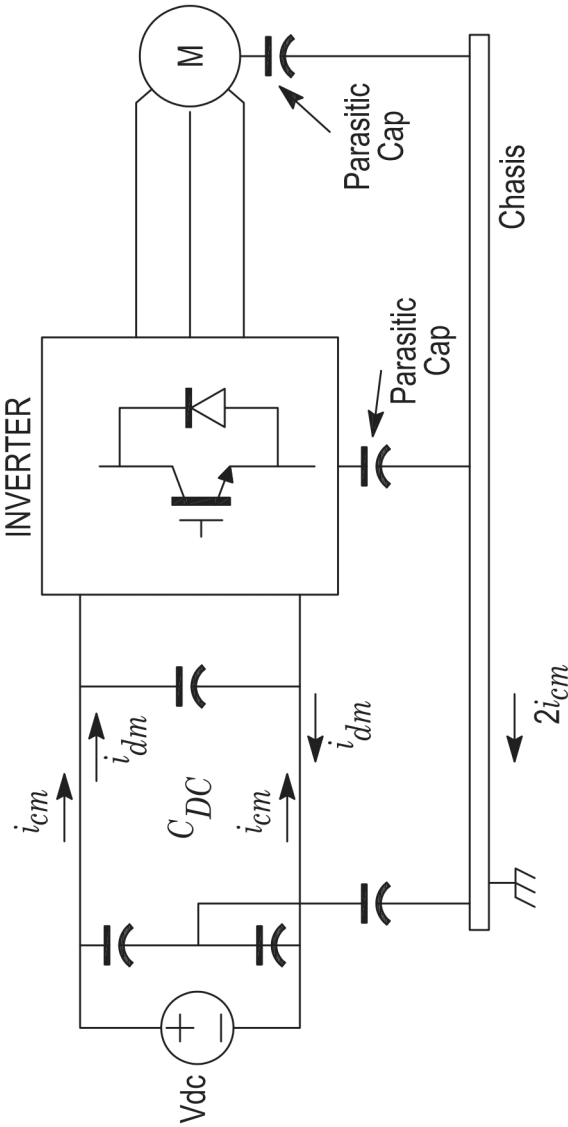 INVERTER
M
Parasitic
Cap
Parasitic
Cap
Chasis
i_cm
i_dm
C_DC
i_cm
i_dm
2i_cm
+
−
Vdc